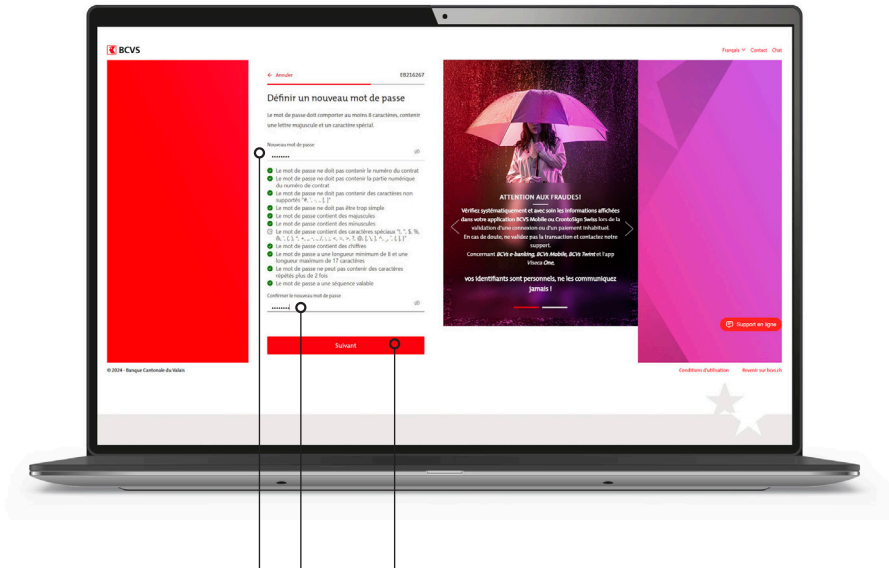 BCVS
Français Contact Chat
← Annuler EB216267
Définir un nouveau mot de passe
Le mot de passe doit comporter au moins 8 caractères, contenir
une lettre majuscule et un caractère spécial.
Nouveau mot de passe
••••••••
Le mot de passe ne doit pas contenir le numéro du contrat
Le mot de passe ne doit pas contenir la partie numérique
du numéro de contrat
Le mot de passe ne doit pas contenir des caractères non
supportés
Le mot de passe ne doit pas être trop simple
Le mot de passe contient des majuscules
Le mot de passe contient des minuscules
Le mot de passe contient des caractères spéciaux
Le mot de passe contient des chiffres
Le mot de passe a une longueur minimum de 8 et une
longueur maximum de 17 caractères
Le mot de passe ne peut pas contenir des caractères
répétés plus de 2 fois
Le mot de passe a une séquence valable
Confirmer le nouveau mot de passe
••••••••
Suivant
ATTENTION AUX FRAUDES!
Vérifiez systématiquement et avec soin les informations affichées
dans votre application BCVS Mobile ou CrontoSign Swiss lors de la
validation d'une connexion ou d'un paiement inhabituel.
En cas de doute, ne validez pas la transaction et contactez notre
support.
Concernant BCVs e-banking, BCVs Mobile, BCVs Twint et l'app
Viseca One,
vos identifiants sont personnels, ne les communiquez
jamais !
Support en ligne
© 2024 - Banque Cantonale du Valais
Conditions d'utilisation Revenir sur bcvs.ch